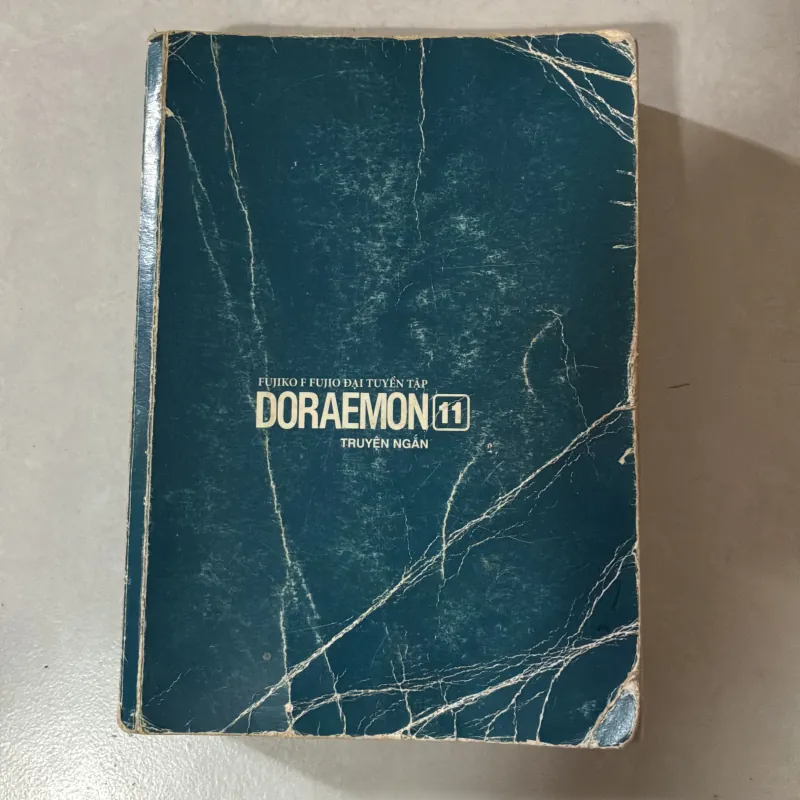 FUJIKO F FUJIO ĐẠI TUYỂN TẬP
DORAEMON 11
TRUYỆN NGẮN